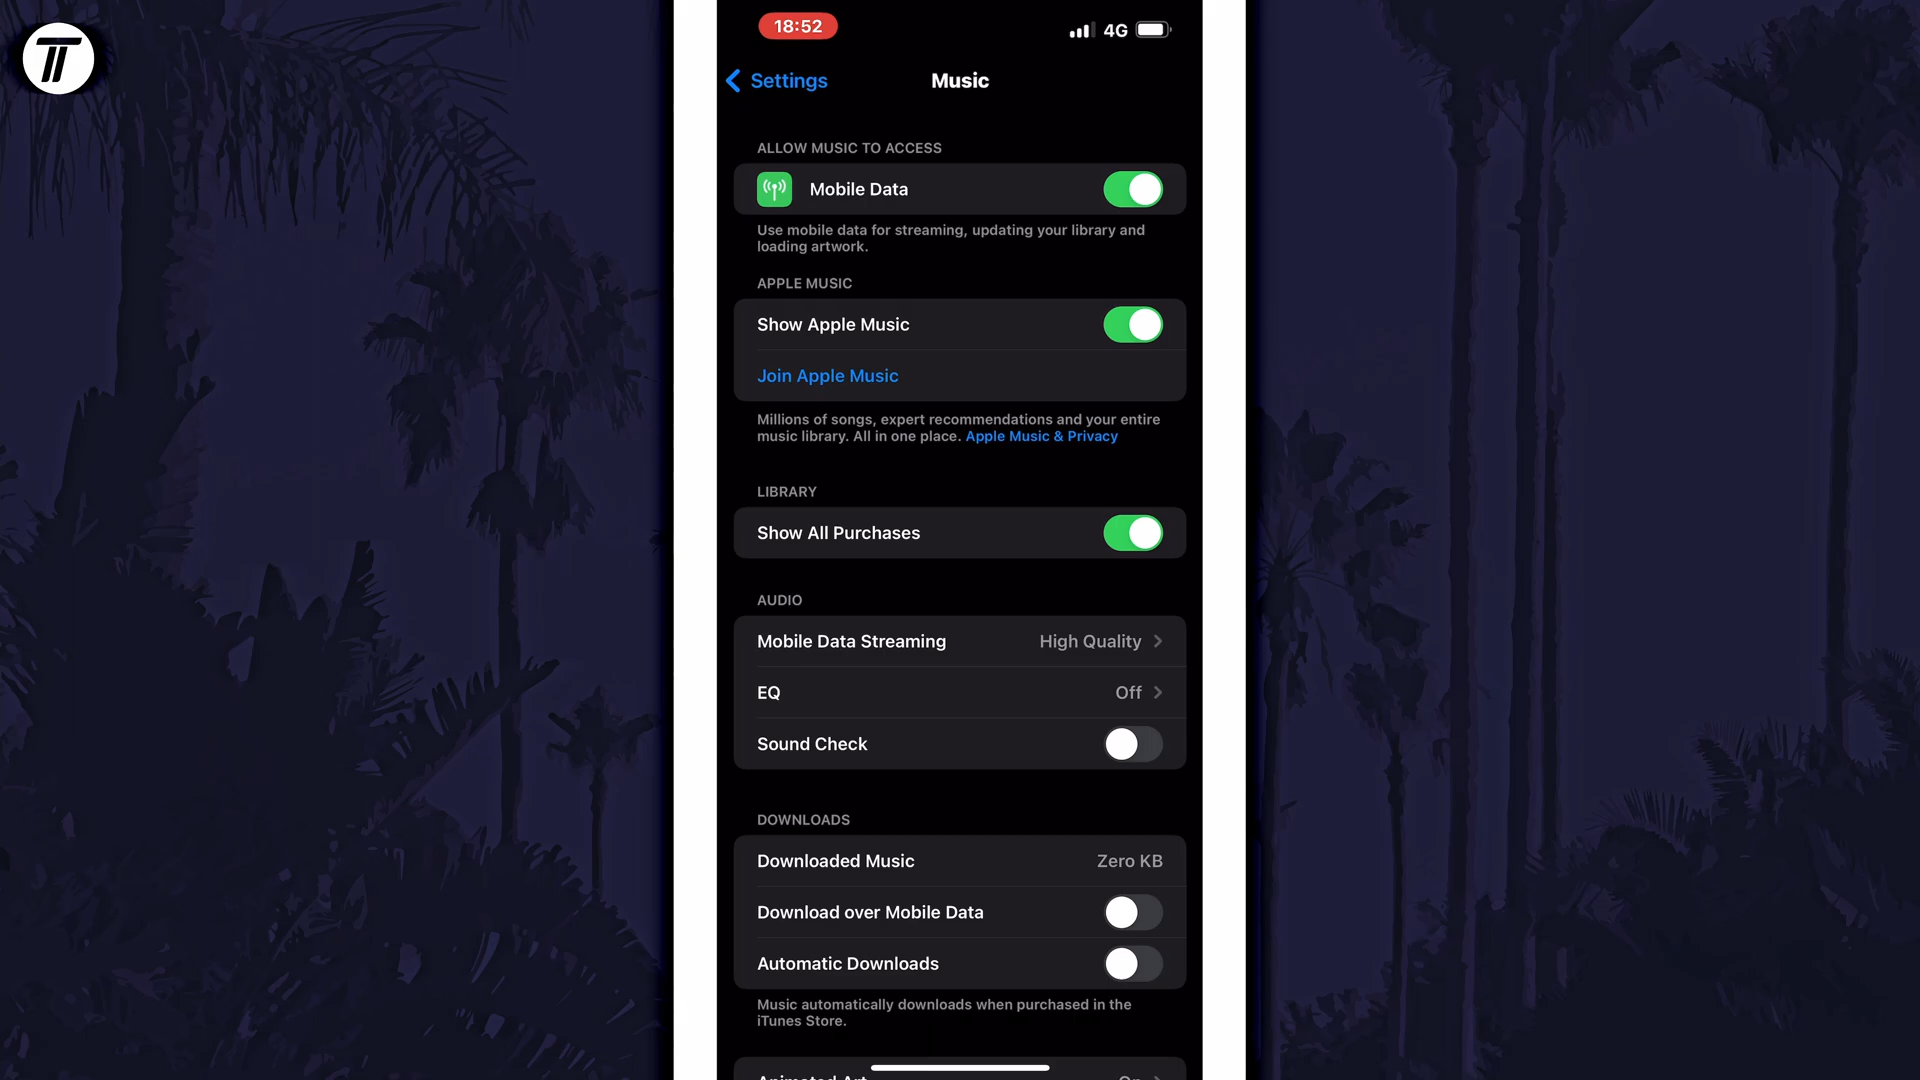 18:52
4G
Settings
Music
ALLOW MUSIC TO ACCESS
Mobile Data
Use mobile data for streaming, updating your library and
loading artwork.
APPLE MUSIC
Show Apple Music
Join Apple Music
Millions of songs, expert recommendations and your entire
music library. All in one place. Apple Music & Privacy
LIBRARY
Show All Purchases
AUDIO
Mobile Data Streaming High Quality
EQ Off
Sound Check
DOWNLOADS
Downloaded Music Zero KB
Download over Mobile Data
Automatic Downloads
Music automatically downloads when purchased in the
iTunes Store.
Animated Art On